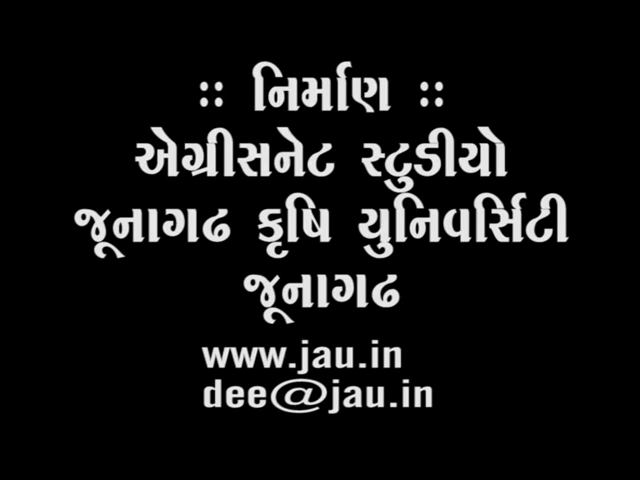 :: નિર્માણ ::
એગ્રીસનેટ સ્ટુડીયો
જૂનાગઢ કૃષિ યુનિવર્સિટી
જૂનાગઢ
www.jau.in
dee@jau.in